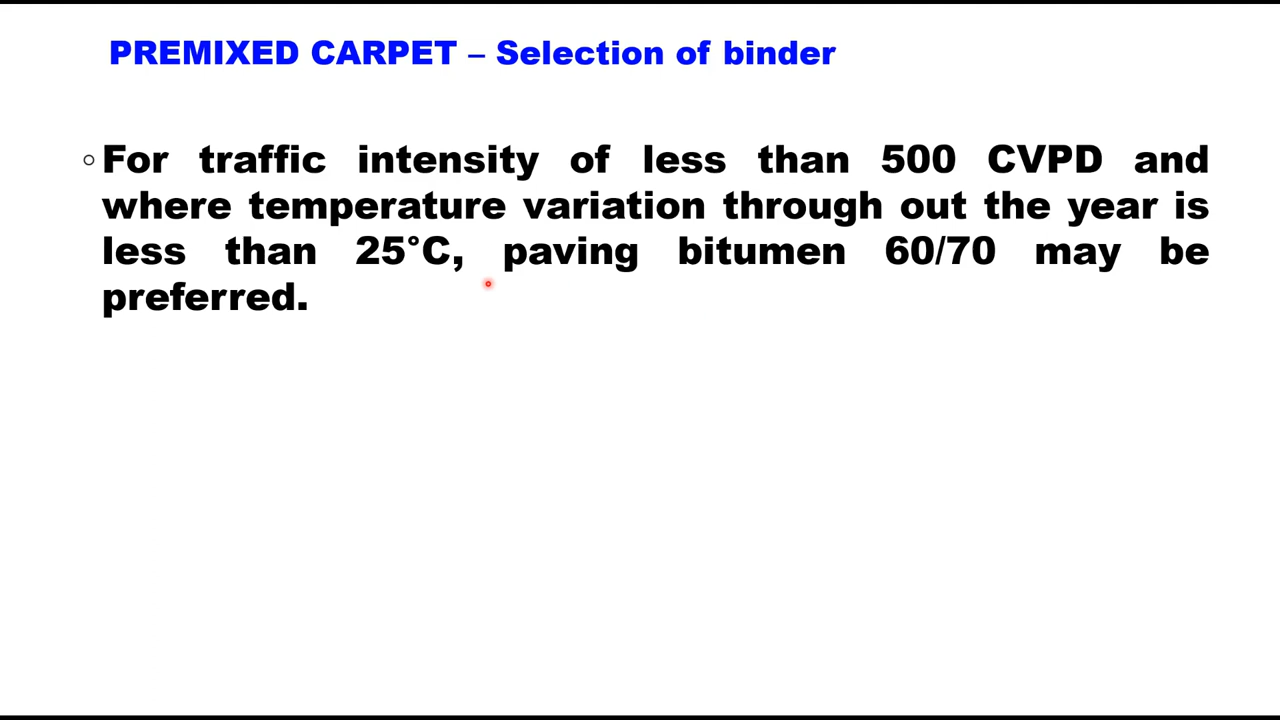 PREMIXED CARPET – Selection of binder
◦ For traffic intensity of less than 500 CVPD and
where temperature variation through out the year is
less than 25°C, paving bitumen 60/70 may be
preferred.